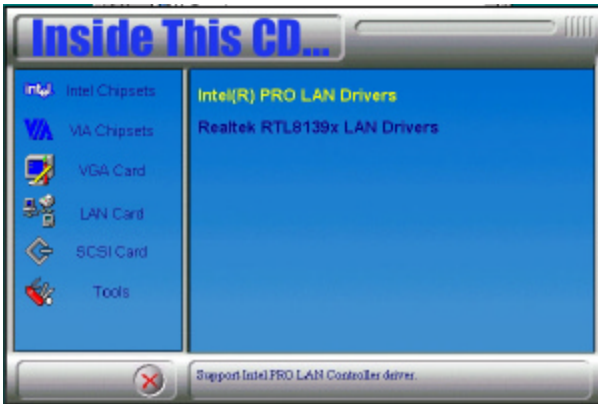 Inside This CD...
intel Intel Chipsets
VIA VIA Chipsets
VGA Card
LAN Card
SCSI Card
Tools
Intel(R) PRO LAN Drivers
Realtek RTL8139x LAN Drivers
Support Intel PRO LAN Controller driver.